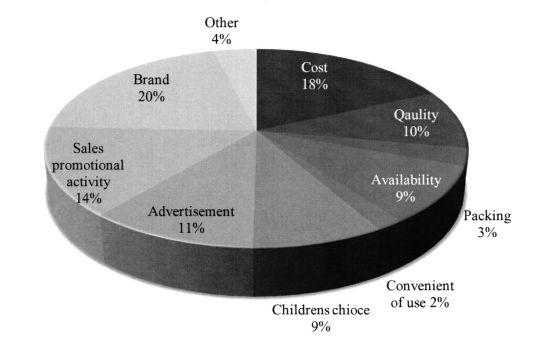 Other
4%
Cost
18%
Brand
20%
Qaulity
10%
Sales
promotional
activity
14%
Availability
9%
Advertisement
11%
Packing
3%
Convenient
of use 2%
Childrens chioce
9%